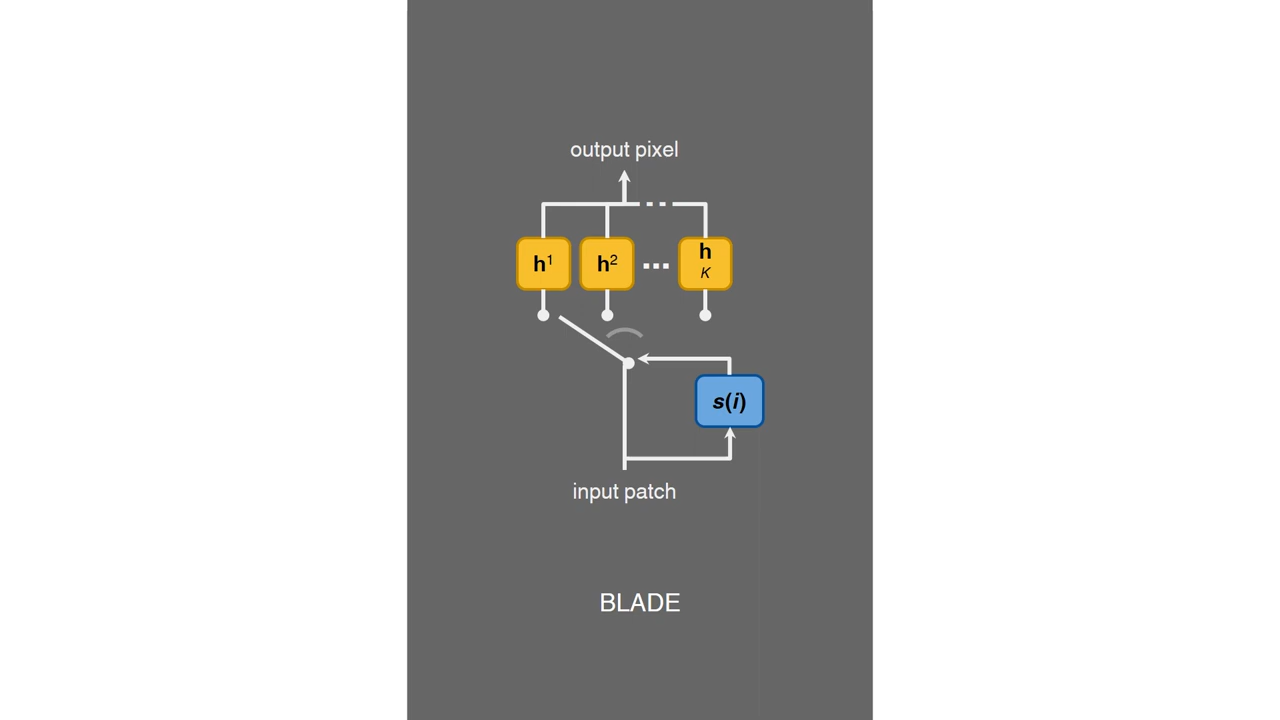 output pixel
h¹ h² ... h
K
s(i)
input patch
BLADE